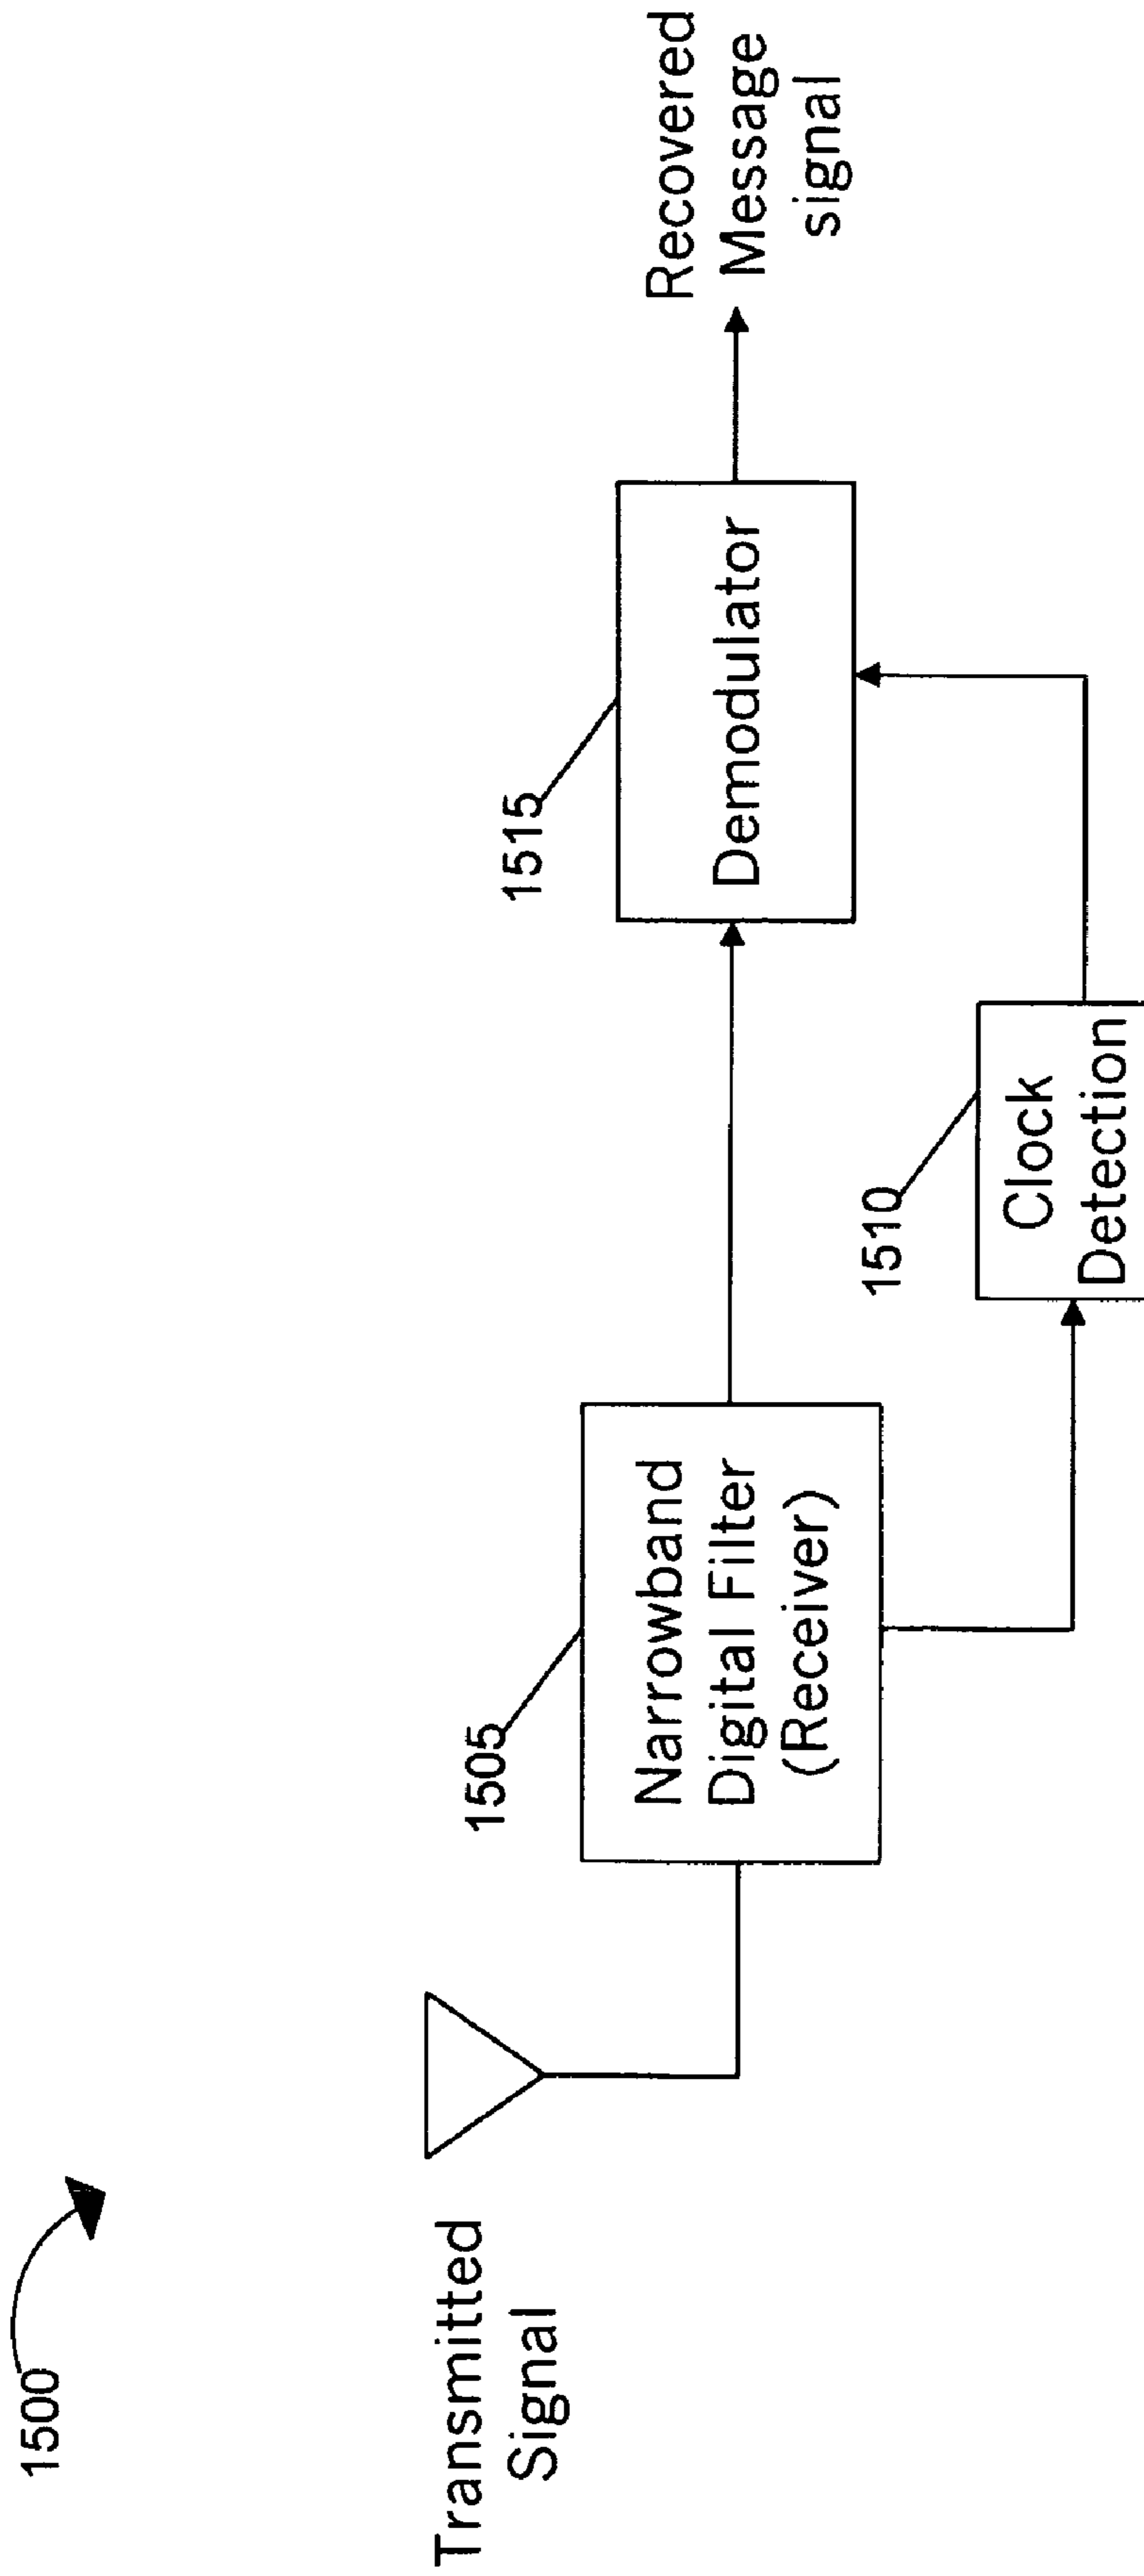 1500
Transmitted
Signal
1505
Narrowband
Digital Filter
(Receiver)
1510
Clock
Detection
1515
Demodulator
Recovered
Message
signal